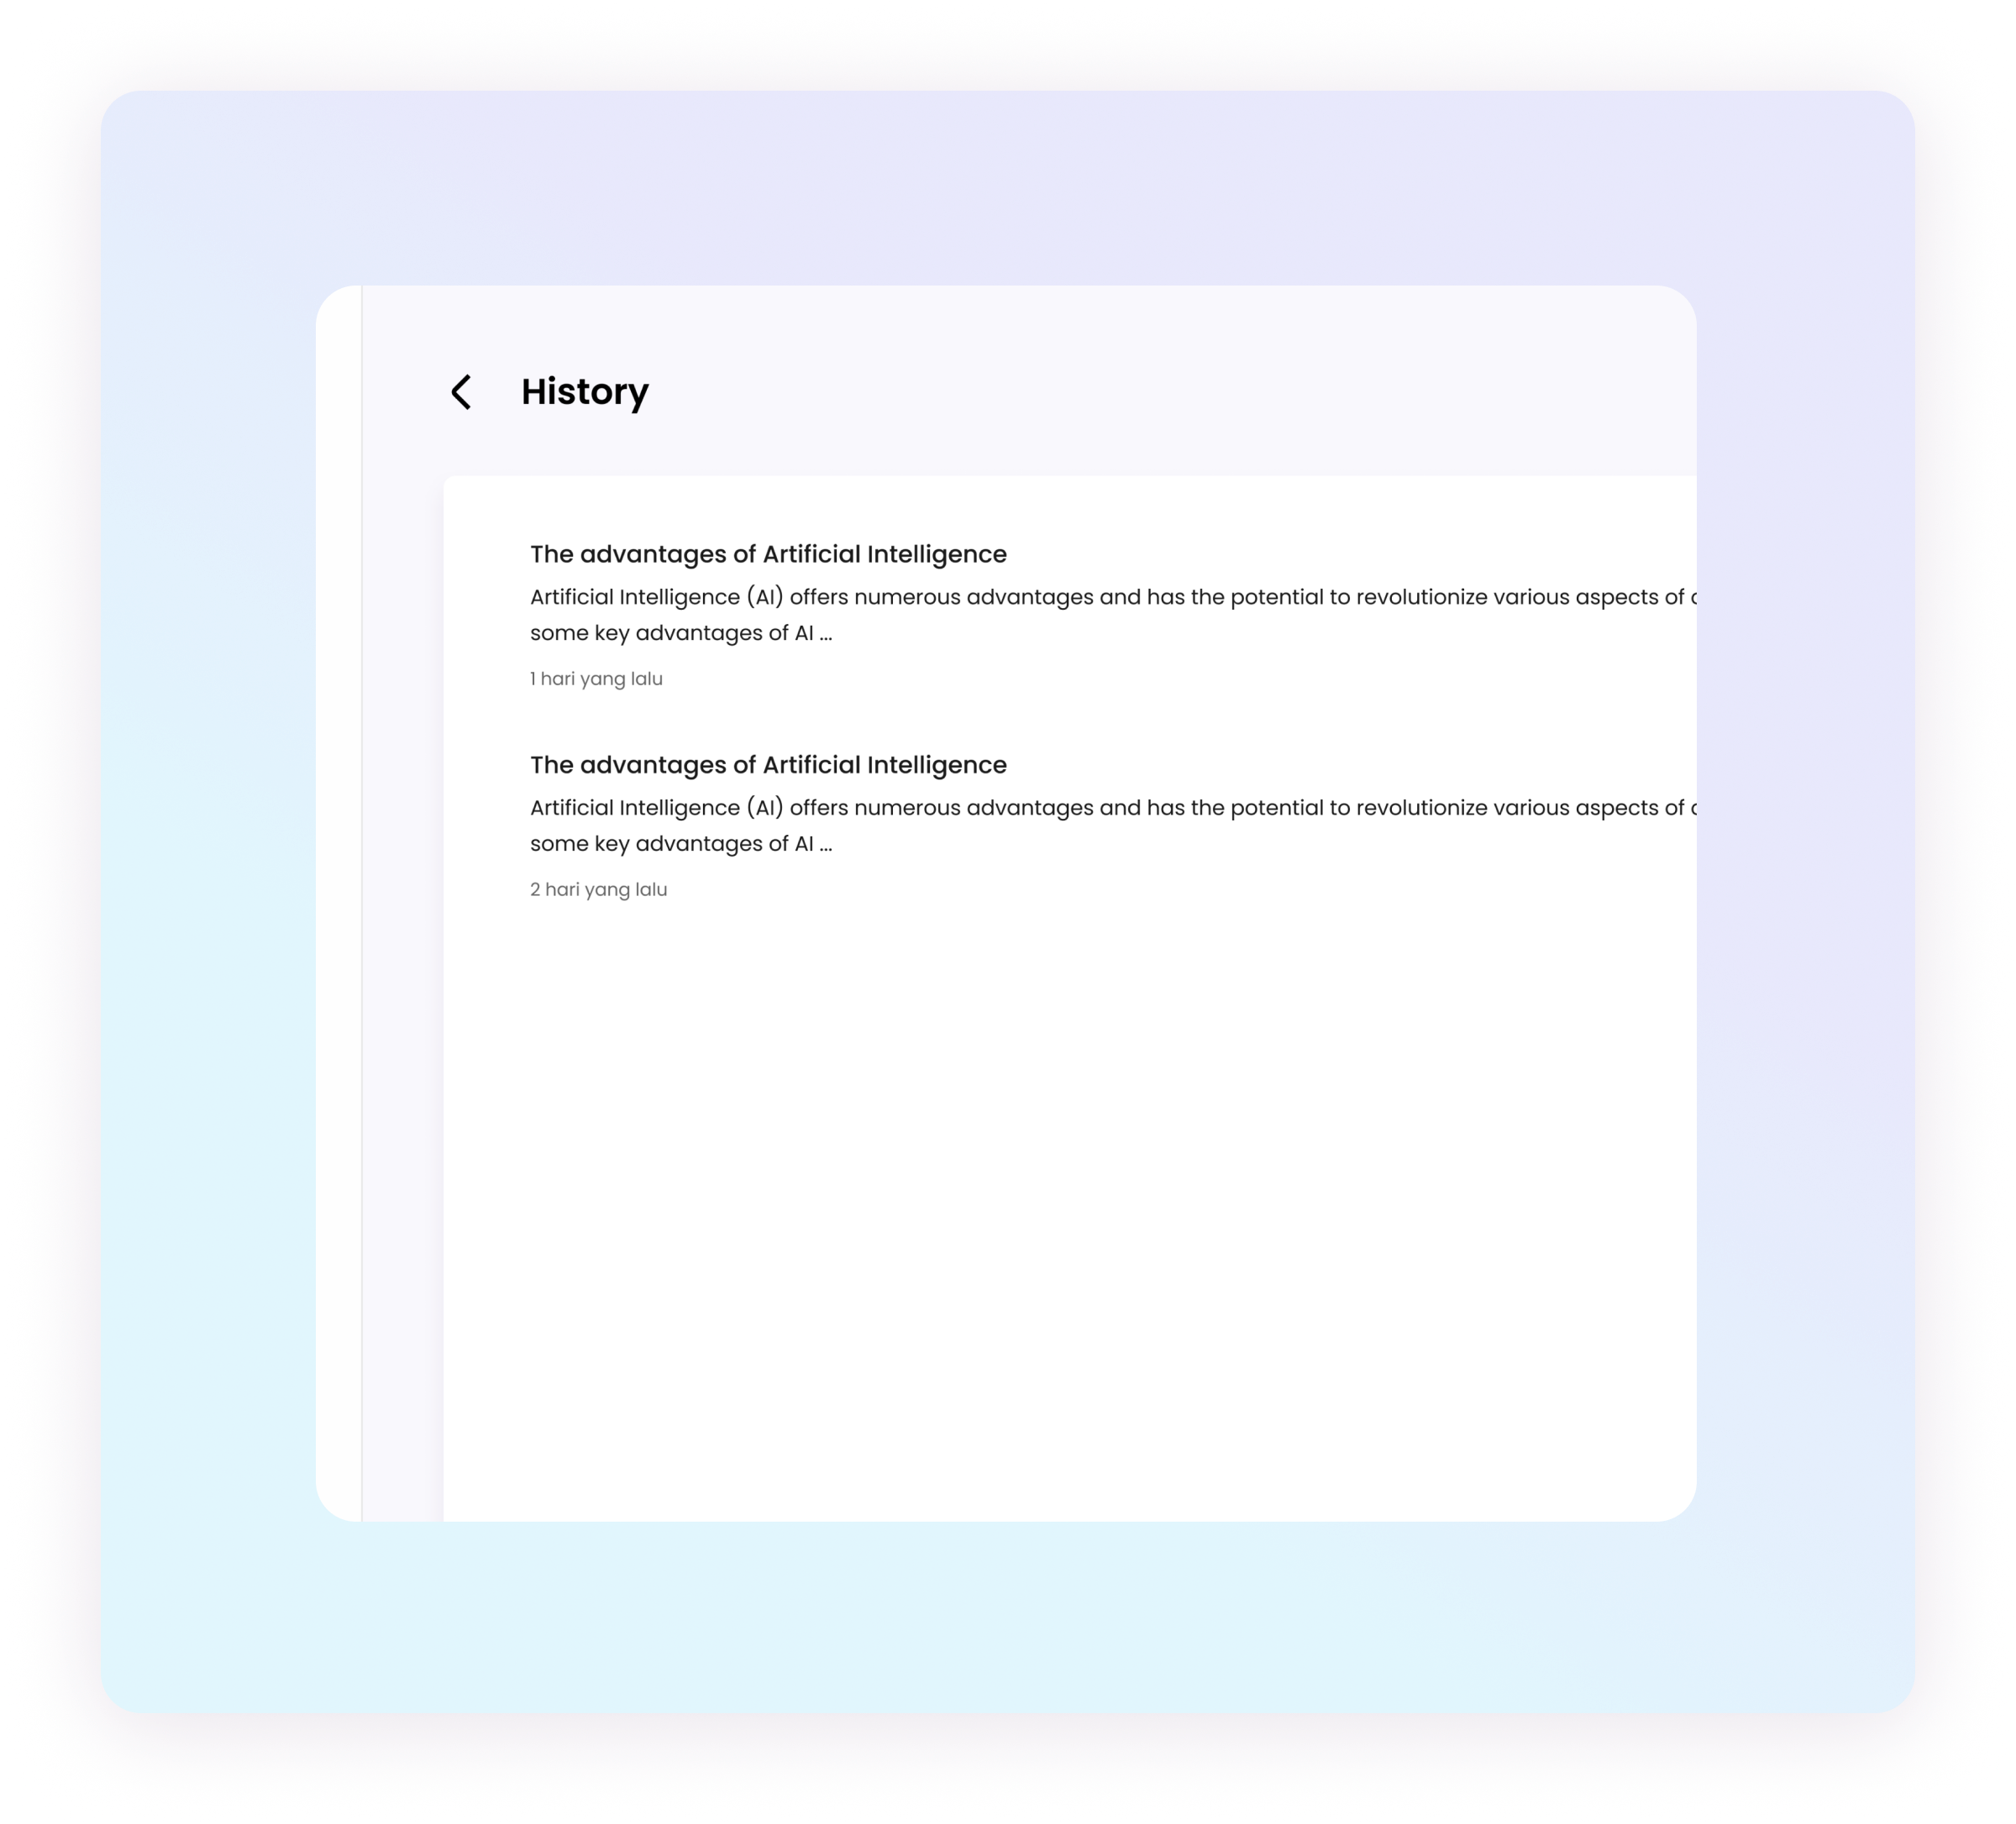 History
The advantages of Artificial Intelligence
Artificial Intelligence (AI) offers numerous advantages and has the potential to revolutionize various aspects of
some key advantages of AI ...
1 hari yang lalu
The advantages of Artificial Intelligence
Artificial Intelligence (AI) offers numerous advantages and has the potential to revolutionize various aspects of
some key advantages of AI ...
2 hari yang lalu